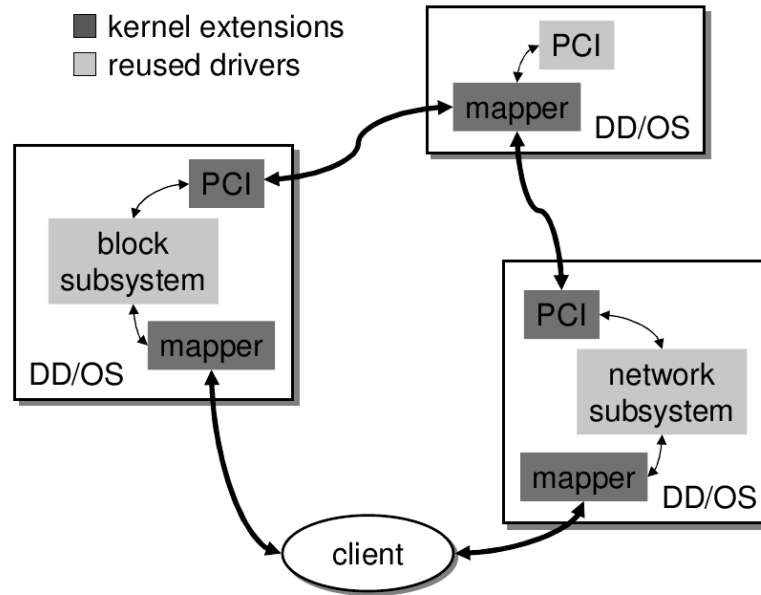 kernel extensions
reused drivers
PCI
mapper
DD/OS
PCI
block
subsystem
mapper
DD/OS
PCI
network
subsystem
mapper
DD/OS
client